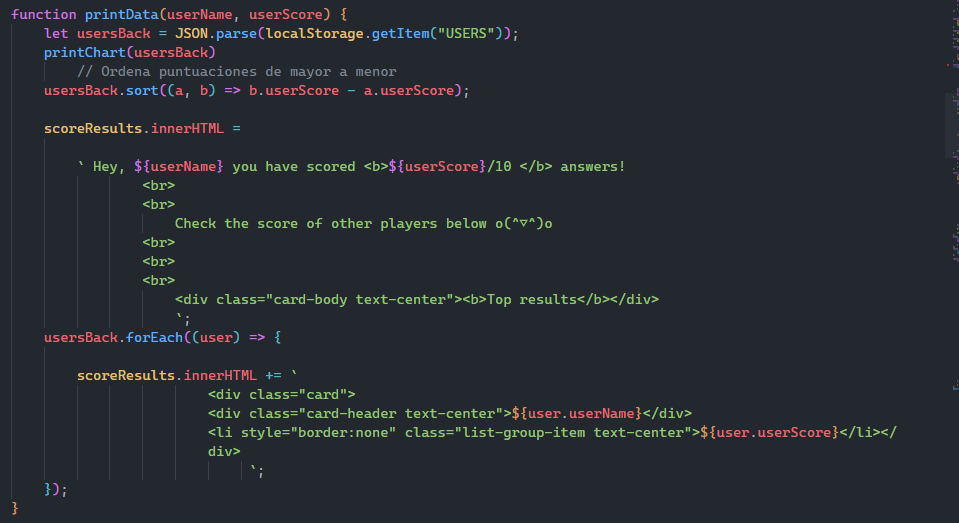 function printData(userName, userScore) {
let usersBack = JSON.parse(localStorage.getItem("USERS"));
printChart(usersBack)
// Ordena puntuaciones de mayor a menor
usersBack.sort((a, b) => b.userScore - a.userScore);
scoreResults.innerHTML =
` Hey, ${userName} you have scored <b>${userScore}/10 </b> answers!
<br>
<br>
Check the score of other players below o(^▽^)o
<br>
<br>
<br>
<div class="card-body text-center"><b>Top results</b></div>
`;
usersBack.forEach((user) => {
scoreResults.innerHTML += `
<div class="card">
<div class="card-header text-center">${user.userName}</div>
<li style="border:none" class="list-group-item text-center">${user.userScore}</li></
div>
`;
});
}